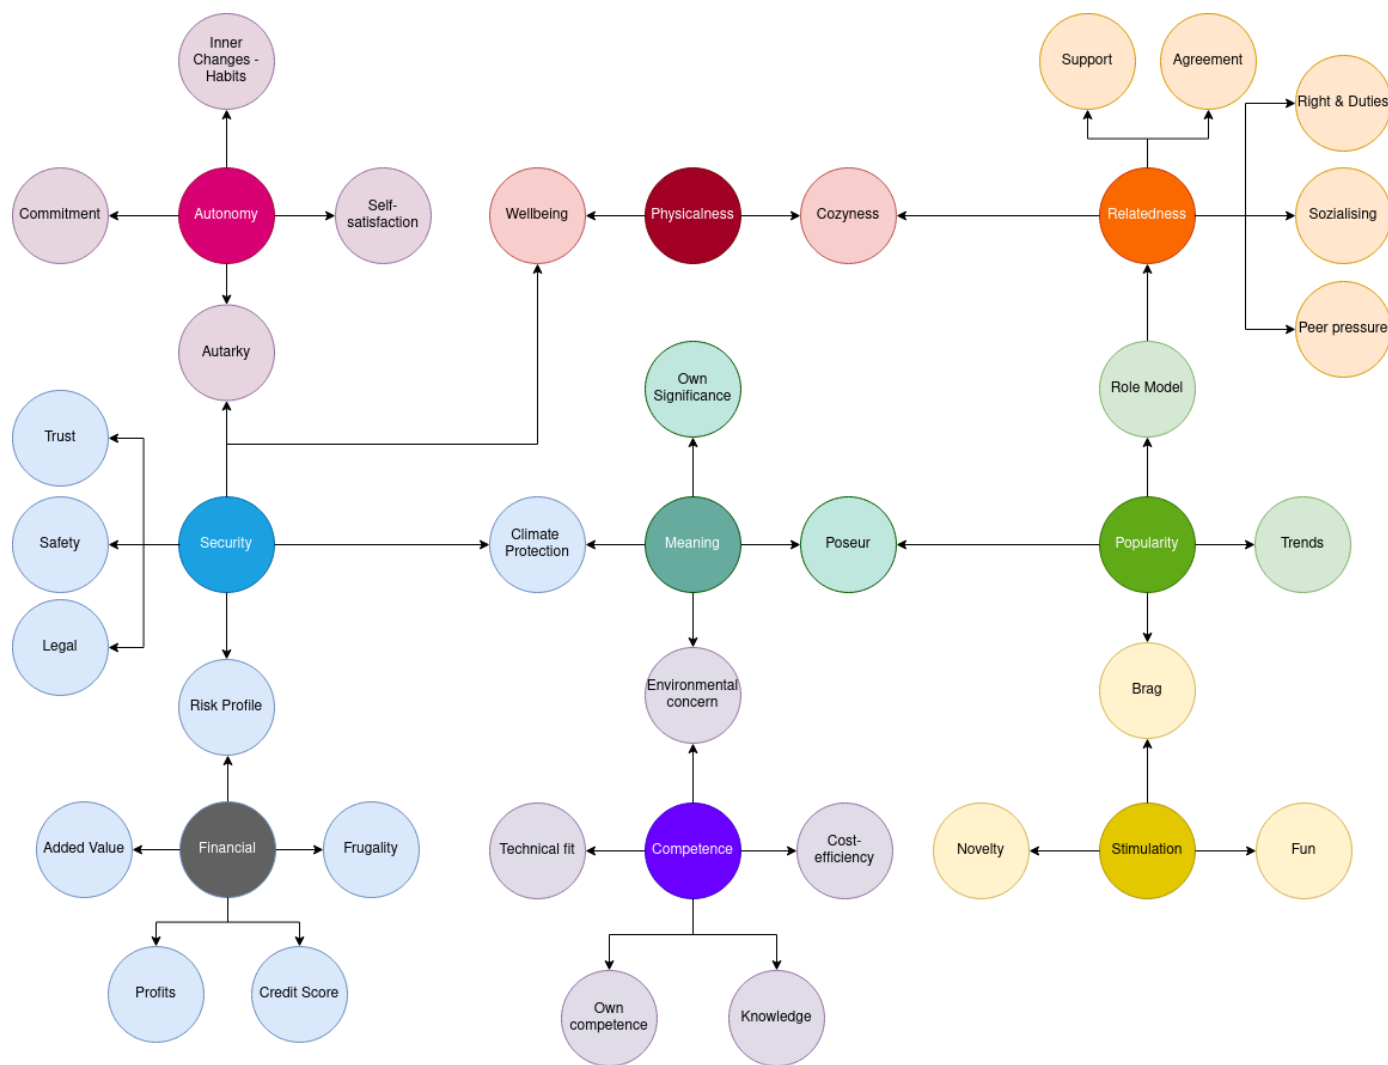 Inner
Changes -
Habits
Support
Agreement
Right & Duties
Commitment
Autonomy
Self-
satisfaction
Wellbeing
Physicalness
Cozyness
Relatedness
Sozialising
Peer pressure
Autarky
Own
Significance
Role Model
Trust
Safety
Security
Climate
Protection
Meaning
Poseur
Popularity
Trends
Legal
Risk Profile
Environmental
concern
Brag
Added Value
Financial
Frugality
Technical fit
Competence
Cost-
efficiency
Novelty
Stimulation
Fun
Profits
Credit Score
Own
competence
Knowledge